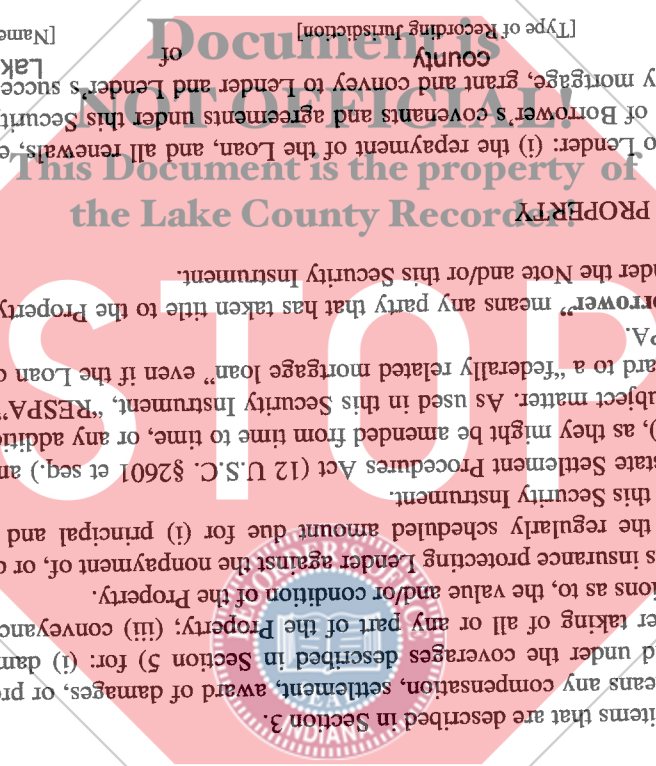 Document is
NOT OFFICIAL!
This Document is the property of
the Lake County Recorder!
STOP
RECORDER'S OFFICE
SEAL
INDIANA
items that are described in Section 3.
eans any compensation, settlement, award of damages, or pr
d under the coverages described in Section 5) for: (i) dam
er taking of all or any part of the Property; (iii) conveyanc
ions as to, the value and/or condition of the Property.
s insurance protecting Lender against the nonpayment of, or
the regularly scheduled amount due for (i) principal and
this Security Instrument.
state Settlement Procedures Act (12 U.S.C. §2601 et seq.) an
), as they might be amended from time to time, or any additi
ubject matter. As used in this Security Instrument, "RESPA"
ard to a "federally related mortgage loan" even if the Loan
PA.
rrower" means any party that has taken title to the Property
der the Note and/or this Security Instrument.
PROPERTY
o Lender: (i) the repayment of the Loan, and all renewals, e
of Borrower's covenants and agreements under this Security
y mortgage, grant and convey to Lender and Lender's succe
county of Lak
[Type of Recording Jurisdiction] [Name